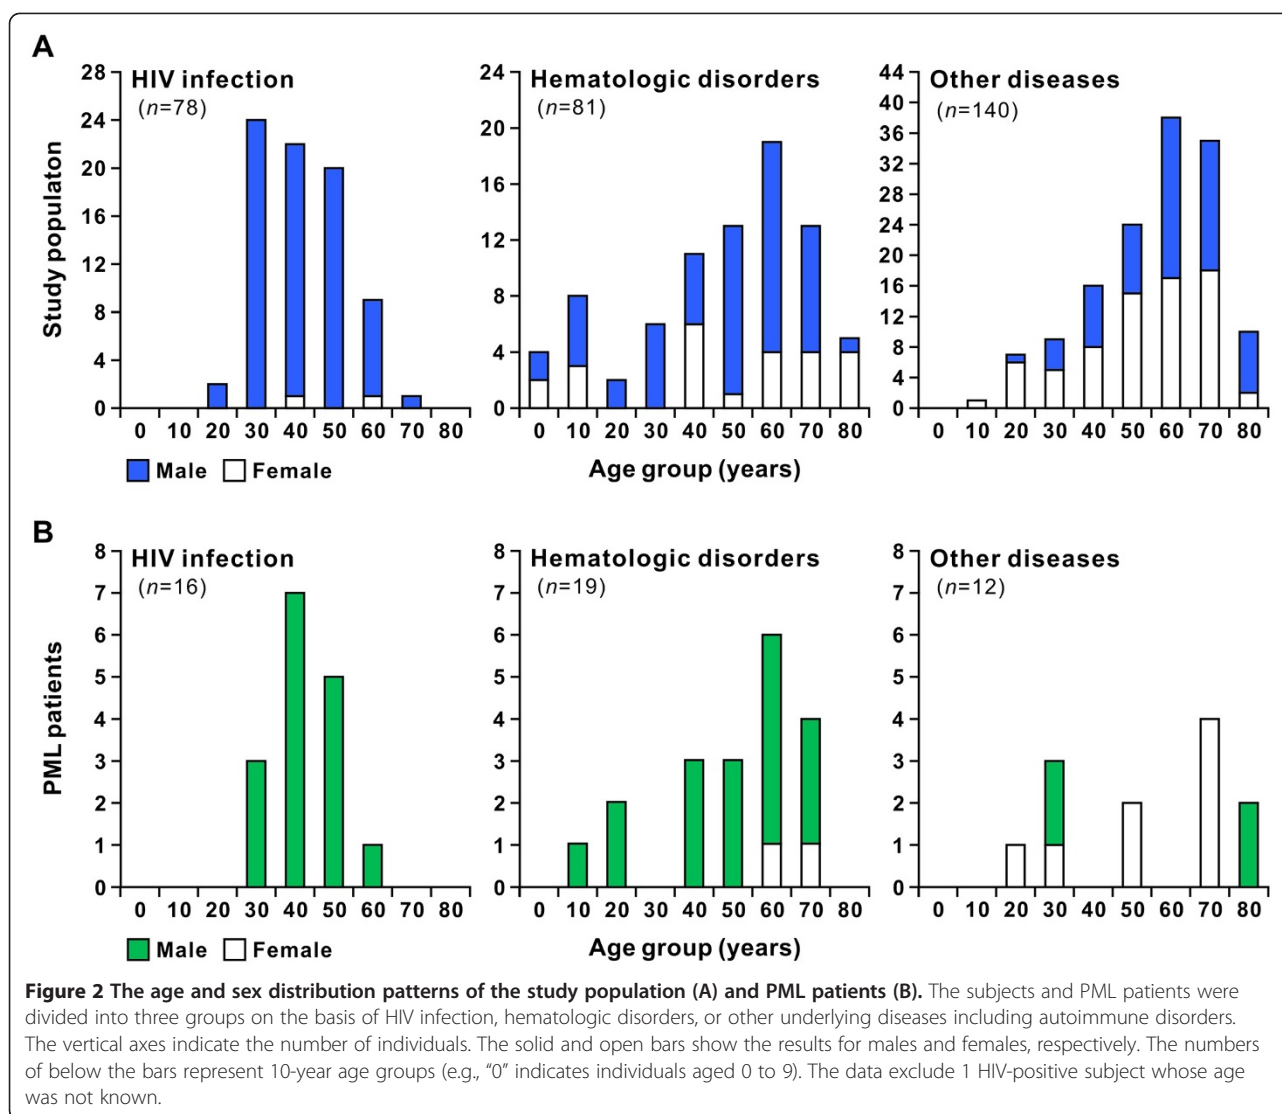 A
HIV infection
(n=78)
28
24
20
16
12
8
4
0
Study populaton
0 10 20 30 40 50 60 70 80
Male Female
Hematologic disorders
(n=81)
24
20
16
12
8
4
0
0 10 20 30 40 50 60 70 80
Age group (years)
Other diseases
(n=140)
44
40
36
32
28
24
20
16
12
8
4
0
0 10 20 30 40 50 60 70 80
B
HIV infection
(n=16)
8
7
6
5
4
3
2
1
0
PML patients
0 10 20 30 40 50 60 70 80
Male Female
Hematologic disorders
(n=19)
8
7
6
5
4
3
2
1
0
0 10 20 30 40 50 60 70 80
Age group (years)
Other diseases
(n=12)
8
7
6
5
4
3
2
1
0
0 10 20 30 40 50 60 70 80
Figure 2 The age and sex distribution patterns of the study population (A) and PML patients (B). The subjects and PML patients were
divided into three groups on the basis of HIV infection, hematologic disorders, or other underlying diseases including autoimmune disorders.
The vertical axes indicate the number of individuals. The solid and open bars show the results for males and females, respectively. The numbers
of below the bars represent 10-year age groups (e.g., “0” indicates individuals aged 0 to 9). The data exclude 1 HIV-positive subject whose age
was not known.